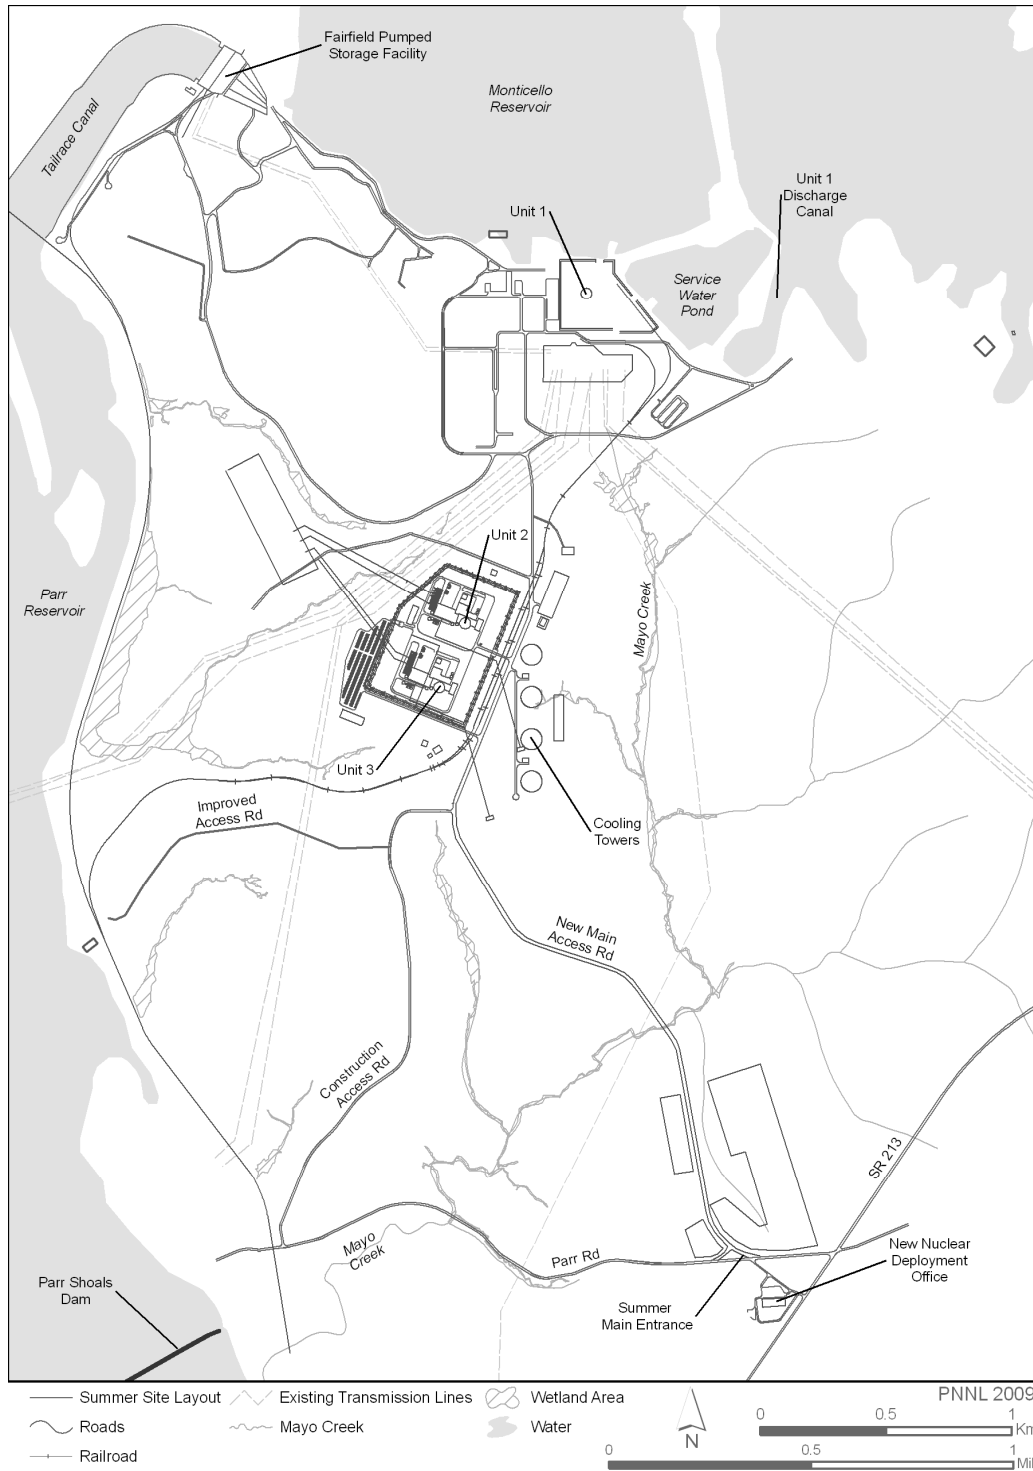 Fairfield Pumped
Storage Facility
Monticello
Reservoir
Tailrace Canal
Unit 1
Discharge
Canal
Unit 1
Service
Water
Pond
Unit 2
Parr
Reservoir
Mayo Creek
Unit 3
Improved
Access Rd
Cooling
Towers
New Main
Access Rd
Construction
Access Rd
SR 213
Mayo
Creek
Parr Rd
New Nuclear
Deployment
Office
Parr Shoals
Dam
Summer
Main Entrance
Summer Site Layout
Existing Transmission Lines
Wetland Area
PNNL 2009
Roads
Mayo Creek
Water
N
0 0.5 1
Km
Railroad
0 0.5 1
Mil